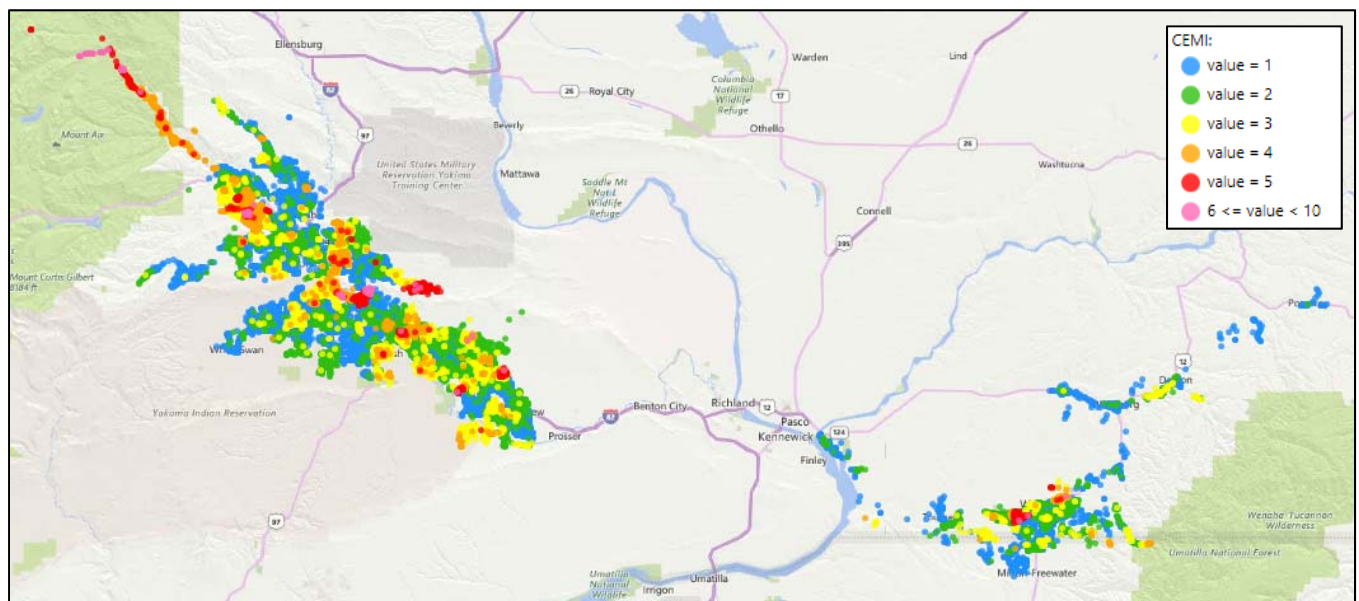 CEMI:
value = 1
value = 2
value = 3
value = 4
value = 5
6 <= value < 10
Ellensburg
82
97
26
Royal City
Beverly
Mattawa
Columbia
National
Wildlife
Refuge
Warden
17
Othello
Lind
26
Washtucna
Mount Aix
United States Military
Reservation Yakima
Training Center
Saddle Mt
Nat'l
Wildlife
Refuge
Connell
395
Mount Curtis Gilbert
8184 ft
Yakama Indian Reservation
97
Prosser
82
Benton City
Richland
12
Pasco
Kennewick
124
Finley
12
Umatilla
National
Wildlife
Irrigon
Umatilla
Wenaha Tucannon
Wilderness
Umatilla National Forest